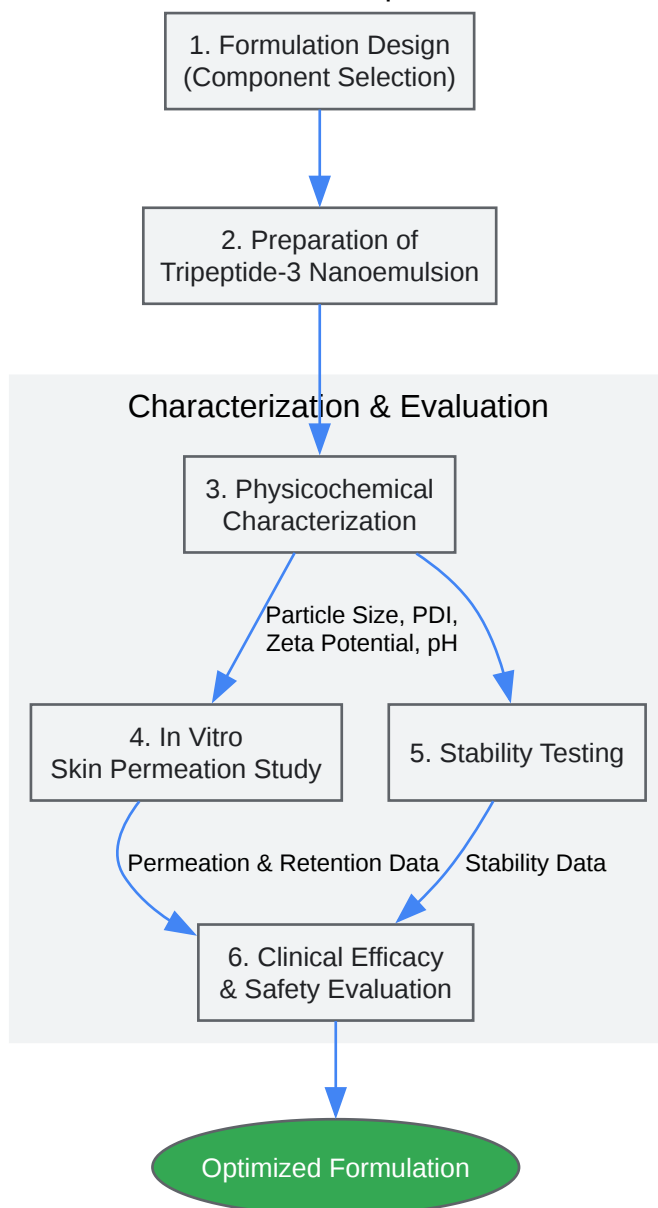 1. Formulation Design
(Component Selection)
2. Preparation of
Tripeptide-3 Nanoemulsion
Characterization & Evaluation
3. Physicochemical
Characterization
Particle Size, PDI,
Zeta Potential, pH
4. In Vitro
Skin Permeation Study
5. Stability Testing
Permeation & Retention Data
Stability Data
6. Clinical Efficacy
& Safety Evaluation
Optimized Formulation